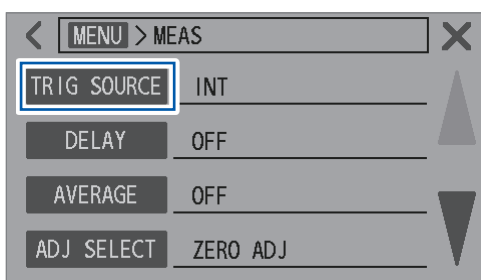 MENU > MEAS
TRIG SOURCE INT
DELAY OFF
AVERAGE OFF
ADJ SELECT ZERO ADJ